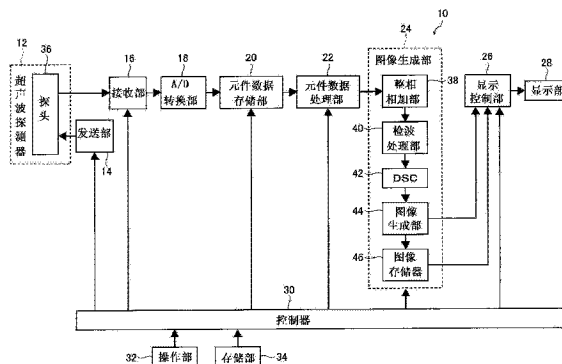 10
12
超声波探测器
36
探头
发送部
14
16
接收部
18
A/D
转换部
20
元件数据
存储部
22
元件数据
处理部
24
图像生成部
38
整相
相加部
40
检波
处理部
42
DSC
44
图像
生成部
46
图像
存储器
26
显示
控制部
28
显示部
30
控制器
32
操作部
存储部
34